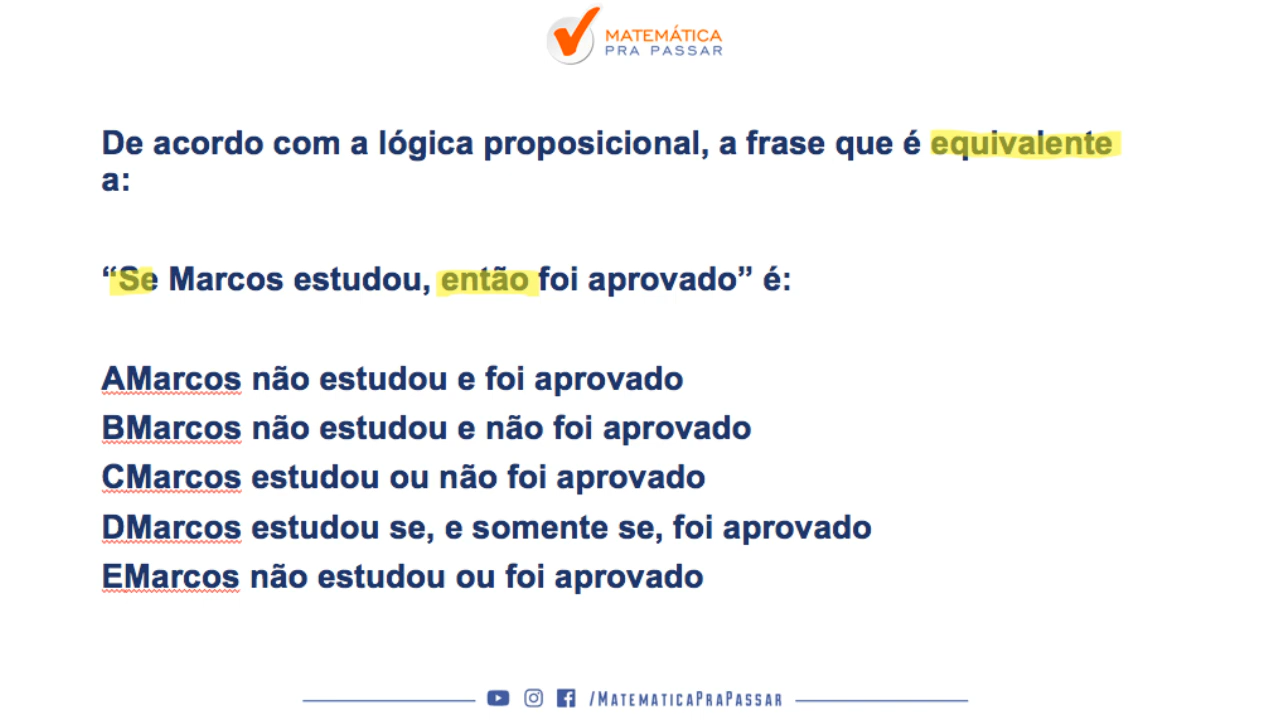 MATEMÁTICA
PRA PASSAR
De acordo com a lógica proposicional, a frase que é equivalente
a:
“Se Marcos estudou, então foi aprovado” é:
AMarcos não estudou e foi aprovado
BMarcos não estudou e não foi aprovado
CMarcos estudou ou não foi aprovado
DMarcos estudou se, e somente se, foi aprovado
EMarcos não estudou ou foi aprovado
/MATEMATICAPRAPASSAR